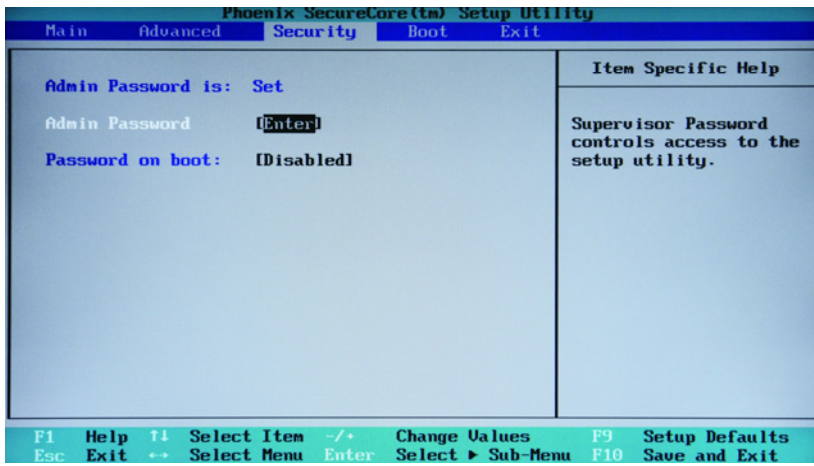 Phoenix SecureCore(tm) Setup Utility
Main Advanced Security Boot Exit
Admin Password is: Set
Admin Password [Enter]
Password on boot: [Disabled]
Item Specific Help
Supervisor Password
controls access to the
setup utility.
F1 Help ↑↓ Select Item -/+ Change Values F9 Setup Defaults
Esc Exit ↔ Select Menu Enter Select ▶ Sub-Menu F10 Save and Exit